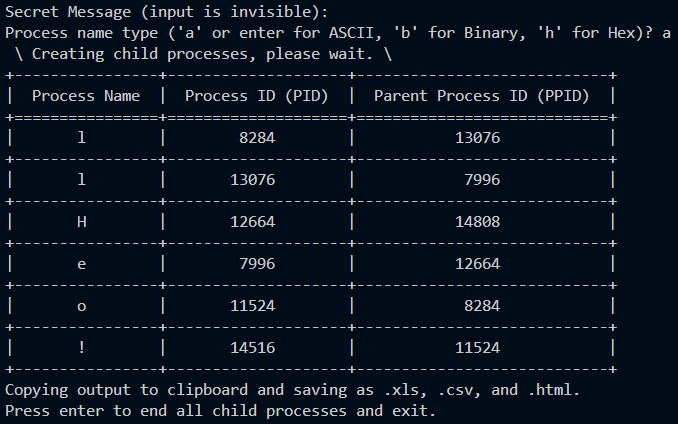 Secret Message (input is invisible):
Process name type ('a' or enter for ASCII, 'b' for Binary, 'h' for Hex)? a
 \ Creating child processes, please wait. \
+----------------+-------------------+--------------------------+
|  Process Name  |  Process ID (PID)  |  Parent Process ID (PPID)  |
+================+===================+==========================+
|       l        |       8284        |          13076           |
+----------------+-------------------+--------------------------+
|       l        |      13076        |           7996           |
+----------------+-------------------+--------------------------+
|       H        |      12664        |          14808           |
+----------------+-------------------+--------------------------+
|       e        |       7996        |          12664           |
+----------------+-------------------+--------------------------+
|       o        |      11524        |           8284           |
+----------------+-------------------+--------------------------+
|       !        |      14516        |          11524           |
+----------------+-------------------+--------------------------+
Copying output to clipboard and saving as .xls, .csv, and .html.
Press enter to end all child processes and exit.